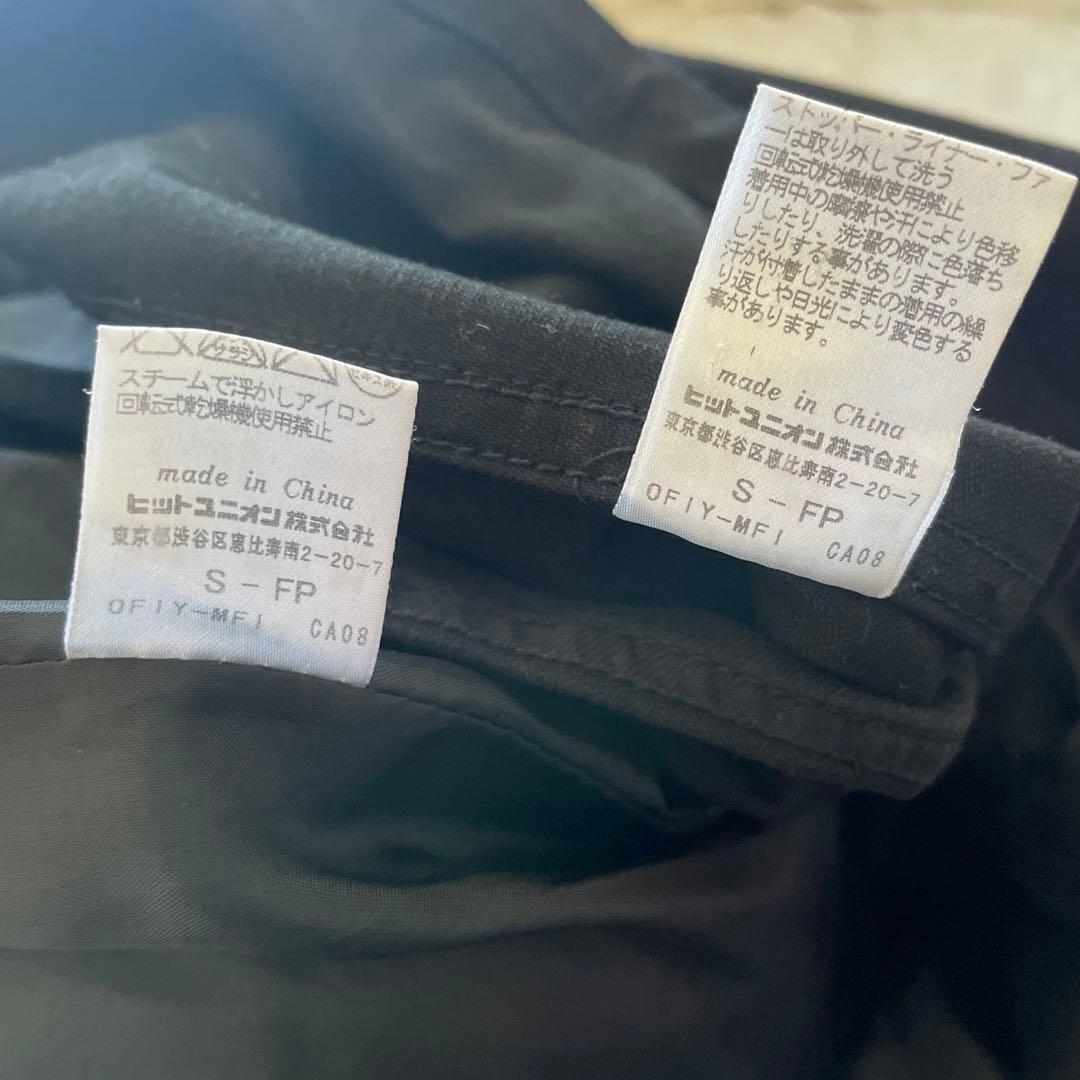 サラシ
セキユ系
スチームで浮かしアイロン
回転式乾燥機使用禁止
made in China
ヒットユニオン株式会社
東京都渋谷区恵比寿南2-20-7
S - FP
OFIY-MFI CA08
ストッパー・ライナー・ファ
ーは取り外して洗う
回転式乾燥機使用禁止
着用中の摩擦や汗により色移
りしたり、洗濯の際に色落ち
したりする事があります。
汗が付着したままの着用の繰
り返しや日光により変色する
事があります。
made in China
ヒットユニオン株式会社
東京都渋谷区恵比寿南2-20-7
S - FP
OFIY-MFI CA08